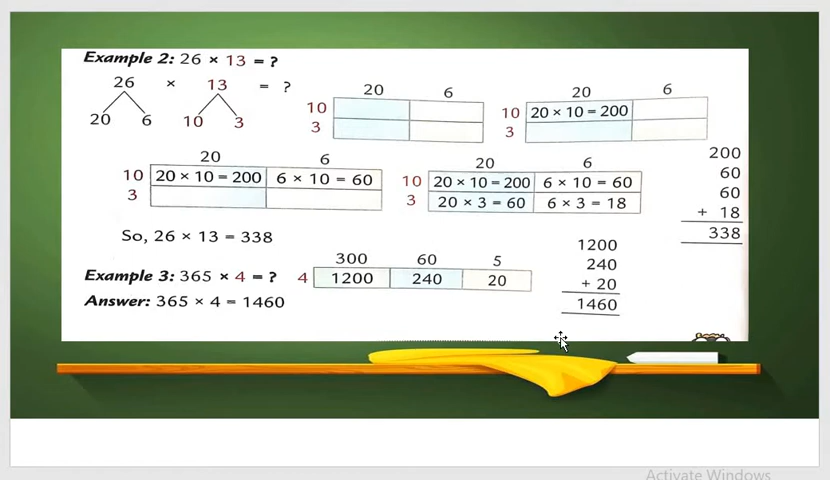 Example 2: 26 × 13 = ?
26 × 13 = ?
20 6 10 3
20 6
10
3
20 6
10 20 × 10 = 200
3
20 6
10 20 × 10 = 200 6 × 10 = 60
3
20 6
10 20 × 10 = 200 6 × 10 = 60
3 20 × 3 = 60 6 × 3 = 18
200
60
60
+ 18
338
So, 26 × 13 = 338
Example 3: 365 × 4 = ?
300 60 5
4 1200 240 20
1200
240
+ 20
1460
Answer: 365 × 4 = 1460
Activate Windows